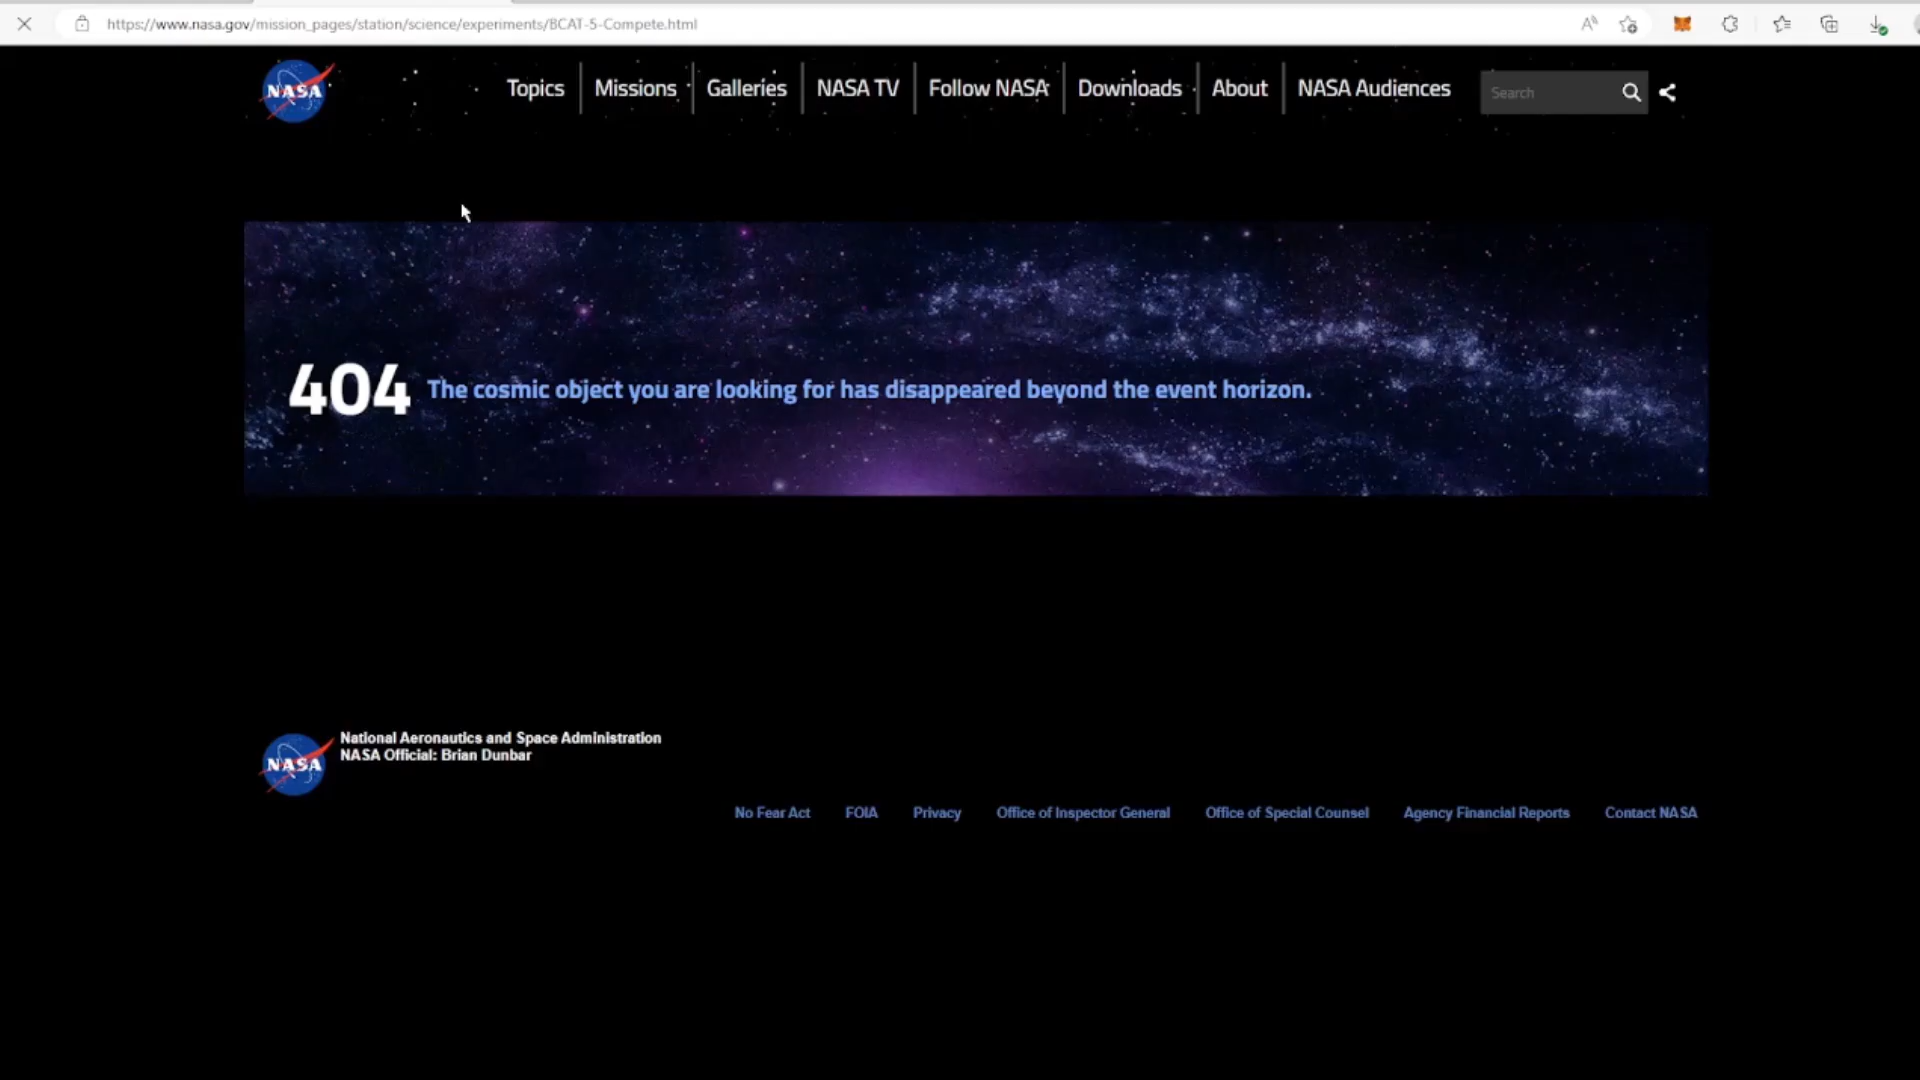 https://www.nasa.gov/mission_pages/station/science/experiments/BCAT-5-Compete.html
NASA Topics Missions Galleries NASA TV Follow NASA Downloads About NASA Audiences Search
404 The cosmic object you are looking for has disappeared beyond the event horizon.
NASA
National Aeronautics and Space Administration
NASA Official: Brian Dunbar
No Fear Act FOIA Privacy Office of Inspector General Office of Special Counsel Agency Financial Reports Contact NASA